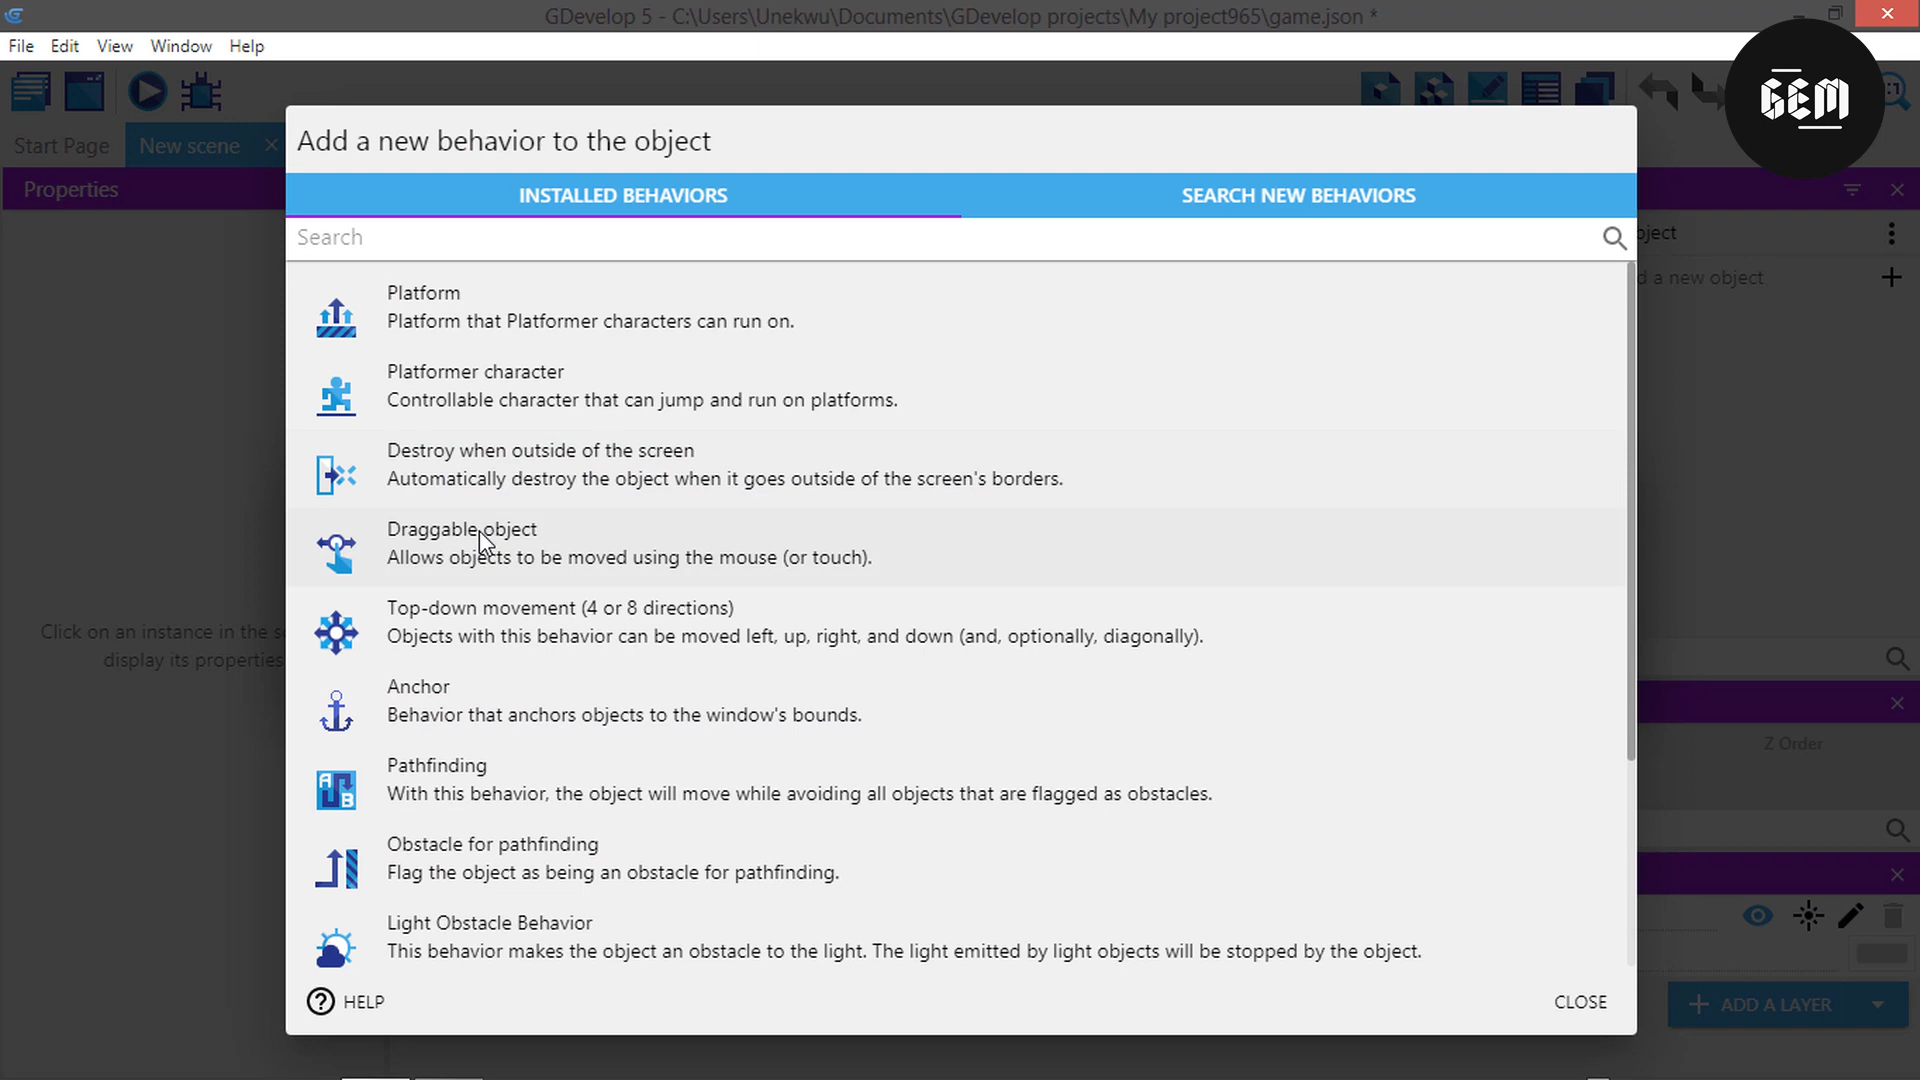 GDevelop 5 - C:\Users\Unekwu\Documents\GDevelop projects\My project965\game.json *
File Edit View Window Help
GEM
Start Page New scene
Properties
Add a new behavior to the object
INSTALLED BEHAVIORS SEARCH NEW BEHAVIORS
Search
bject
d a new object
Platform
Platform that Platformer characters can run on.
Platformer character
Controllable character that can jump and run on platforms.
Destroy when outside of the screen
Automatically destroy the object when it goes outside of the screen's borders.
Draggable object
Allows objects to be moved using the mouse (or touch).
Top-down movement (4 or 8 directions)
Objects with this behavior can be moved left, up, right, and down (and, optionally, diagonally).
Click on an instance in the s
display its properties
Anchor
Behavior that anchors objects to the window's bounds.
Z Order
Pathfinding
With this behavior, the object will move while avoiding all objects that are flagged as obstacles.
Obstacle for pathfinding
Flag the object as being an obstacle for pathfinding.
Light Obstacle Behavior
This behavior makes the object an obstacle to the light. The light emitted by light objects will be stopped by the object.
HELP CLOSE
ADD A LAYER